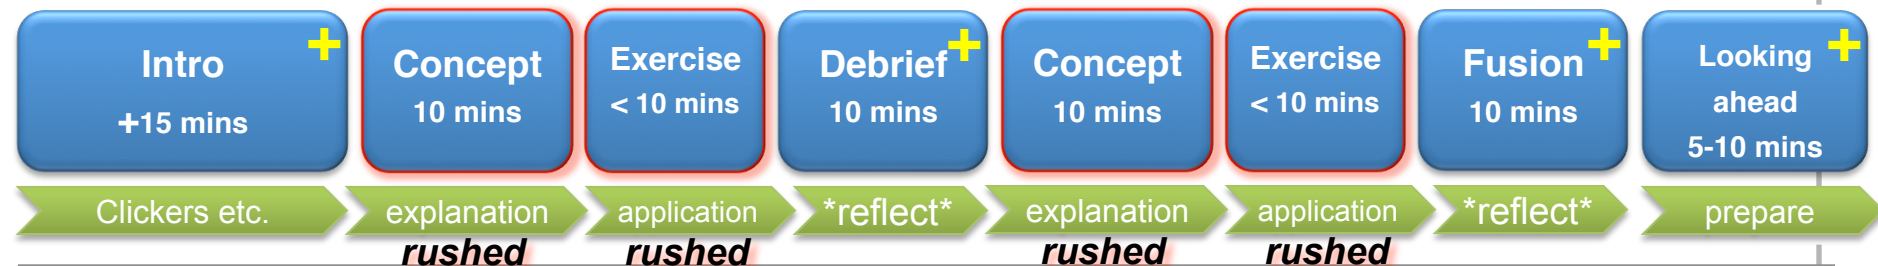 Intro +
+15 mins
Concept
10 mins
Exercise
< 10 mins
Debrief +
10 mins
Concept
10 mins
Exercise
< 10 mins
Fusion +
10 mins
Looking +
ahead
5-10 mins
Clickers etc.
explanation
application
*reflect*
explanation
application
*reflect*
prepare
rushed
rushed
rushed
rushed